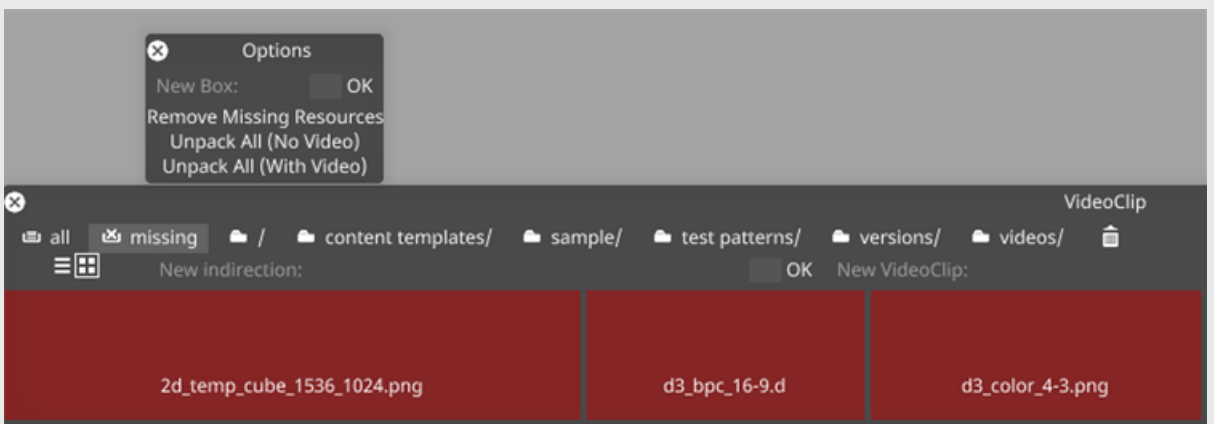 Options
New Box: OK
Remove Missing Resources
Unpack All (No Video)
Unpack All (With Video)
VideoClip
all missing / content templates/ sample/ test patterns/ versions/ videos/
New indirection: OK New VideoClip:
2d_temp_cube_1536_1024.png d3_bpc_16-9.d d3_color_4-3.png